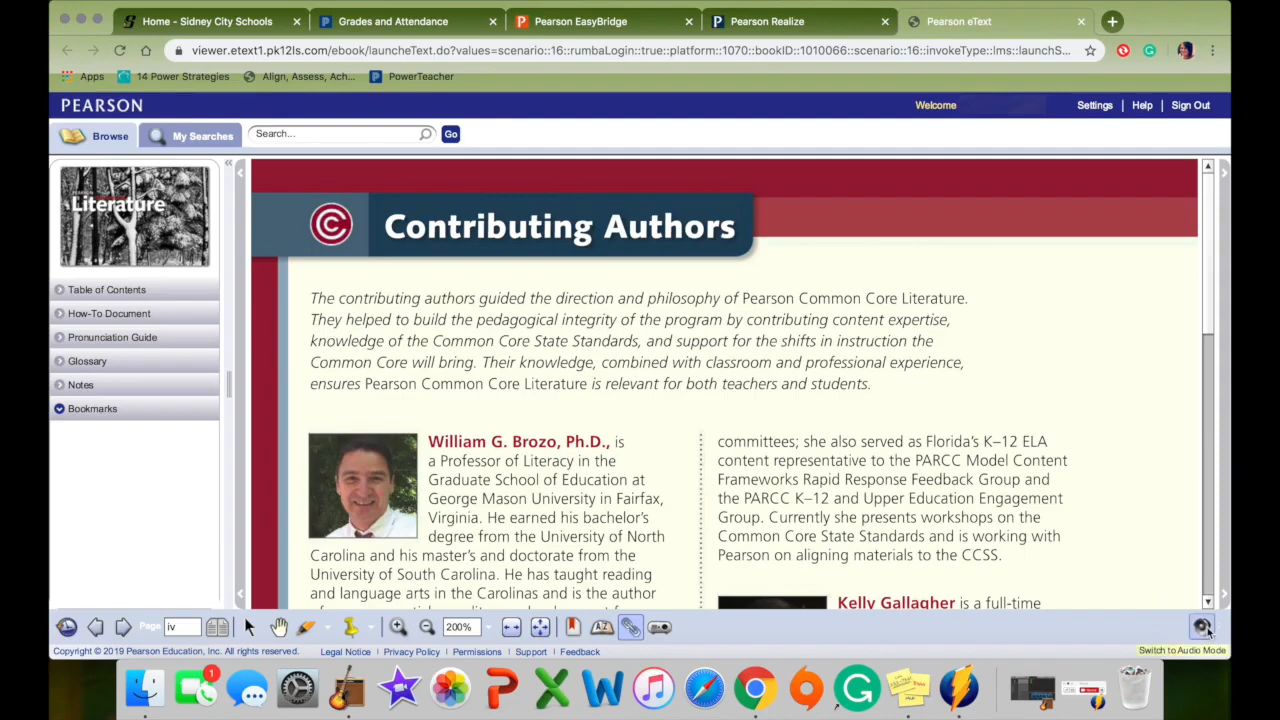 Home - Sidney City Schools
Grades and Attendance
Pearson EasyBridge
Pearson Realize
Pearson eText
viewer.etext1.pk12ls.com/ebook/launcheText.do?values=scenario::16::rumbaLogin::true::platform::1070::bookID::1010066::scenario::16::invokeType::lms::launchS...
Apps
14 Power Strategies
Align, Assess, Ach...
PowerTeacher
PEARSON
Welcome
Settings | Help | Sign Out
Browse
My Searches
Search...
Go
PEARSON
Literature
Table of Contents
How-To Document
Pronunciation Guide
Glossary
Notes
Bookmarks
Contributing Authors
The contributing authors guided the direction and philosophy of Pearson Common Core Literature.
They helped to build the pedagogical integrity of the program by contributing content expertise,
knowledge of the Common Core State Standards, and support for the shifts in instruction the
Common Core will bring. Their knowledge, combined with classroom and professional experience,
ensures Pearson Common Core Literature is relevant for both teachers and students.
William G. Brozo, Ph.D., is
a Professor of Literacy in the
Graduate School of Education at
George Mason University in Fairfax,
Virginia. He earned his bachelor's
degree from the University of North
Carolina and his master's and doctorate from the
University of South Carolina. He has taught reading
and language arts in the Carolinas and is the author
committees; she also served as Florida's K–12 ELA
content representative to the PARCC Model Content
Frameworks Rapid Response Feedback Group and
the PARCC K–12 and Upper Education Engagement
Group. Currently she presents workshops on the
Common Core State Standards and is working with
Pearson on aligning materials to the CCSS.
Kelly Gallagher is a full-time
Page iv
200%
Switch to Audio Mode
Copyright © 2019 Pearson Education, Inc. All rights reserved.
Legal Notice | Privacy Policy | Permissions | Support | Feedback
1